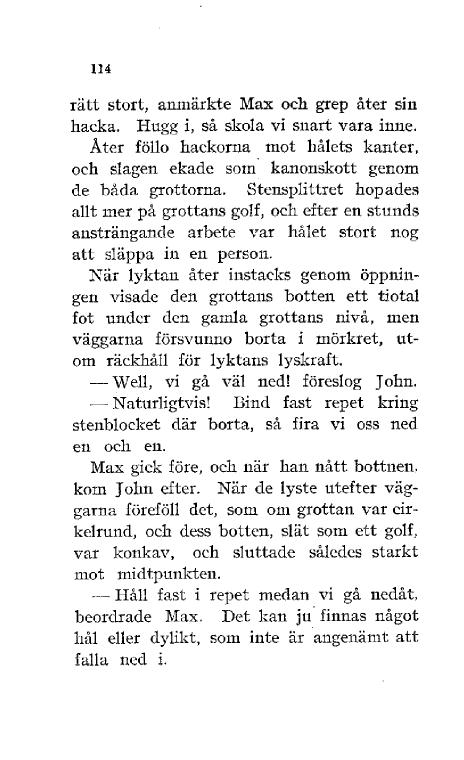 114
rätt stort, anmärkte Max och grep åter sin
hacka. Hugg i, så skola vi snart vara inne.
Åter föllo hackorna mot hålets kanter,
och slagen ekade som kanonskott genom
de båda grottorna. Stensplittret hopades
allt mer på grottans golf, och efter en stunds
ansträngande arbete var hålet stort nog
att släppa in en person.
När lyktan åter instacks genom öppnin-
gen visade den grottans botten ett tiotal
fot under den gamla grottans nivå, men
väggarna försvunno borta i mörkret, ut-
om räckhåll för lyktans lyskraft.
— Well, vi gå väl ned! föreslog John.
— Naturligtvis! Bind fast repet kring
stenblocket där borta, så fira vi oss ned
en och en.
Max gick före, och när han nått bottnen,
kom John efter. När de lyste utefter väg-
garna föreföll det, som om grottan var cir-
kelrund, och dess botten, slät som ett golf,
var konkav, och sluttade således starkt
mot midtpunkten.
— Håll fast i repet medan vi gå nedåt,
beordrade Max. Det kan ju finnas något
hål eller dylikt, som inte är angenämt att
falla ned i.